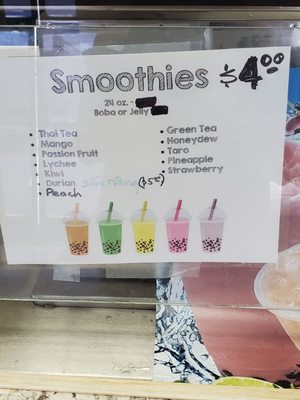 Smoothies $4.00
24 oz. -
Boba or Jelly
• Thai Tea
• Mango
• Passion Fruit
• Lychee
• Kiwi
• Durian
• Peach
• Green Tea
• Honeydew
• Taro
• Pineapple
• Strawberry